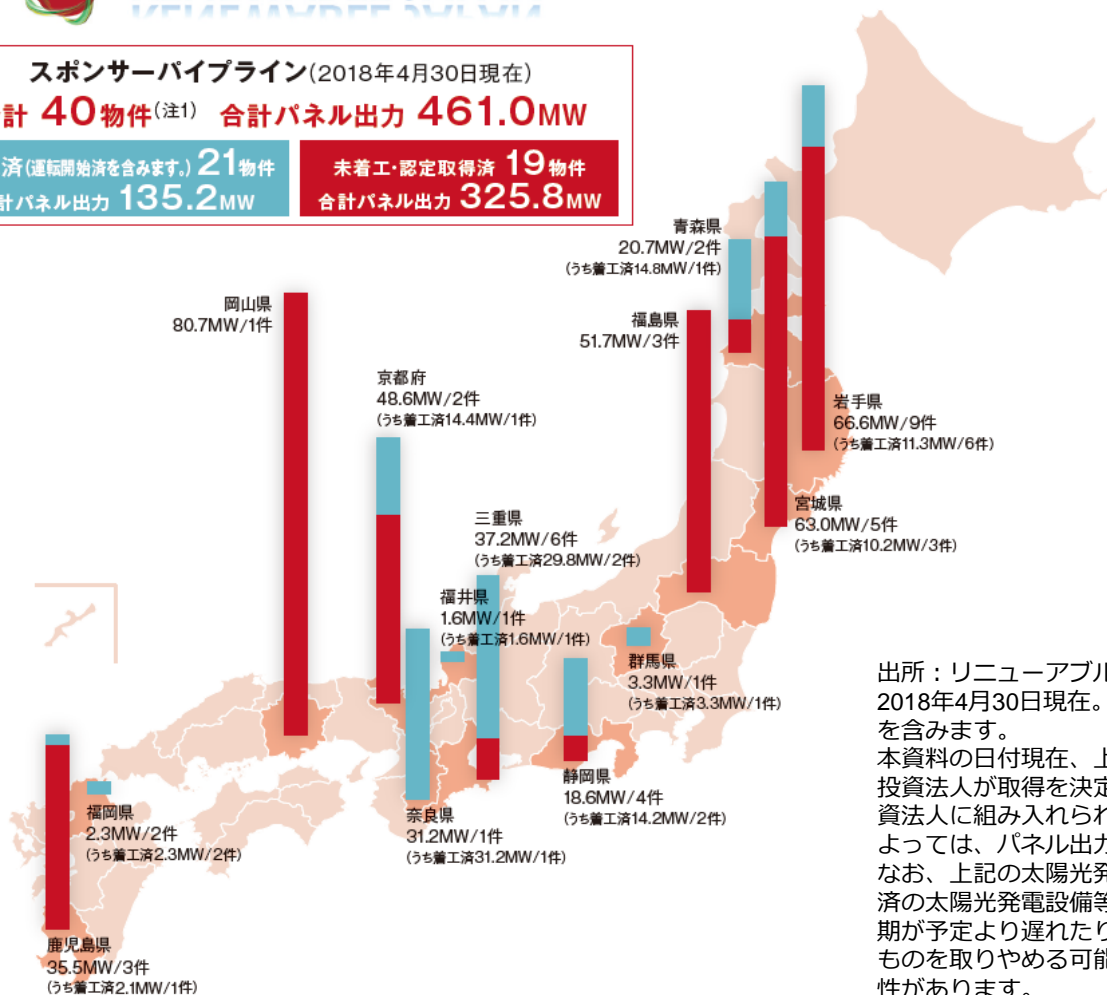 スポンサーパイプライン(2018年4月30日現在)
計 40物件(注1) 合計パネル出力 461.0MW
済(運転開始済を含みます。) 21物件
計パネル出力 135.2MW
未着工・認定取得済 19物件
合計パネル出力 325.8MW
青森県
20.7MW/2件
(うち着工済14.8MW/1件)
岡山県
80.7MW/1件
福島県
51.7MW/3件
京都府
48.6MW/2件
(うち着工済14.4MW/1件)
岩手県
66.6MW/9件
(うち着工済11.3MW/6件)
宮城県
63.0MW/5件
(うち着工済10.2MW/3件)
三重県
37.2MW/6件
(うち着工済29.8MW/2件)
福井県
1.6MW/1件
(うち着工済1.6MW/1件)
群馬県
3.3MW/1件
(うち着工済3.3MW/1件)
静岡県
18.6MW/4件
(うち着工済14.2MW/2件)
福岡県
2.3MW/2件
(うち着工済2.3MW/2件)
奈良県
31.2MW/1件
(うち着工済31.2MW/1件)
鹿児島県
35.5MW/3件
(うち着工済2.1MW/1件)
出所：リニューアブル
2018年4月30日現在。
を含みます。
本資料の日付現在、上
投資法人が取得を決定
資法人に組み入れられ
よっては、パネル出力
なお、上記の太陽光発
済の太陽光発電設備等
期が予定より遅れたり
ものを取りやめる可能
性があります。